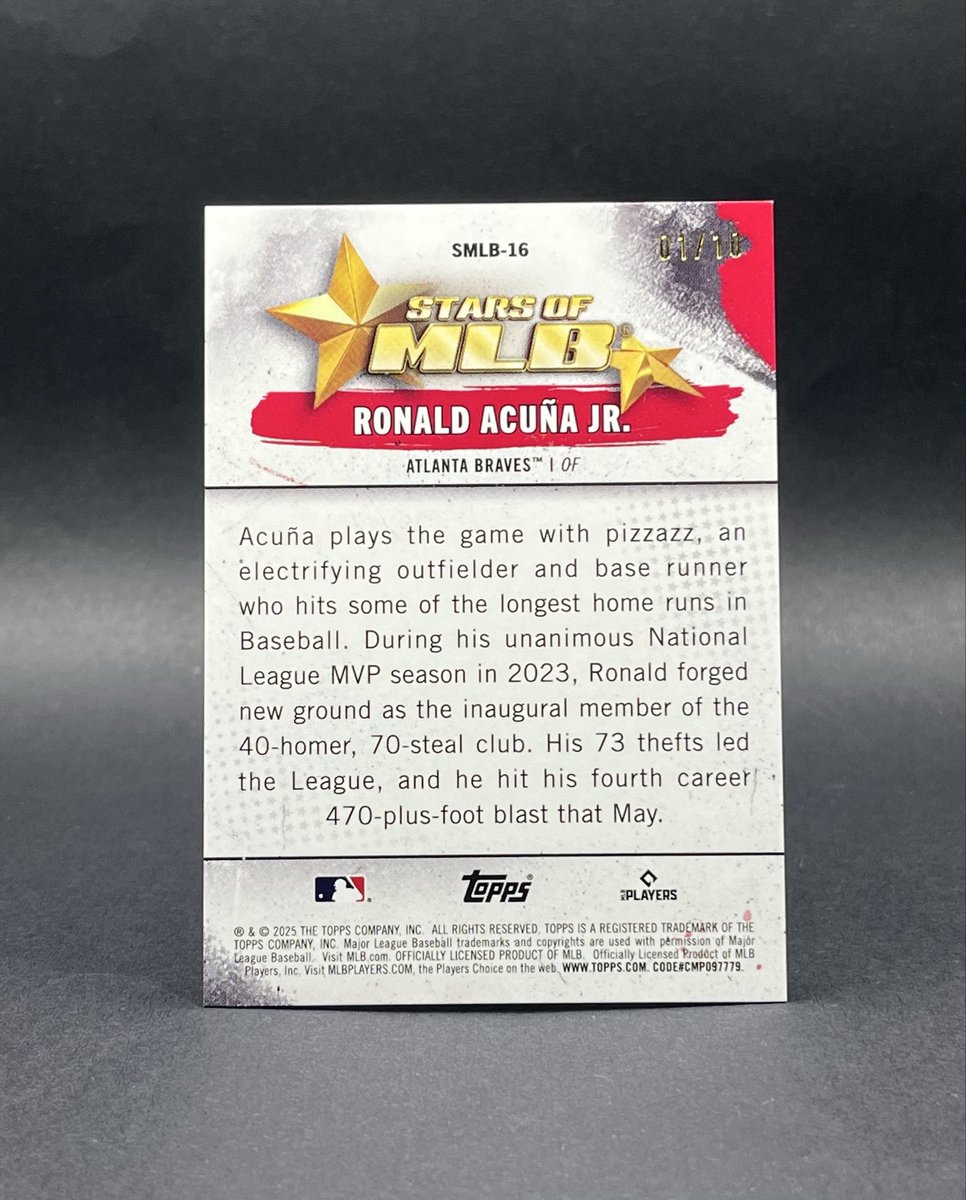 SMLB-16
01/10
STARS OF
MLB®
RONALD ACUÑA JR.
ATLANTA BRAVES™ | OF
Acuña plays the game with pizzazz, an
electrifying outfielder and base runner
who hits some of the longest home runs in
Baseball. During his unanimous National
League MVP season in 2023, Ronald forged
new ground as the inaugural member of the
40-homer, 70-steal club. His 73 thefts led
the League, and he hit his fourth career
470-plus-foot blast that May.
topps®
MLB PLAYERS
® & © 2025 THE TOPPS COMPANY, INC. ALL RIGHTS RESERVED. TOPPS IS A REGISTERED TRADEMARK OF THE
TOPPS COMPANY, INC. Major League Baseball trademarks and copyrights are used with permission of Major
League Baseball. Visit MLB.com. OFFICIALLY LICENSED PRODUCT OF MLB. Officially Licensed Product of MLB
Players, Inc. Visit MLBPLAYERS.COM, the Players Choice on the web. WWW.TOPPS.COM. CODE#CMP097779.